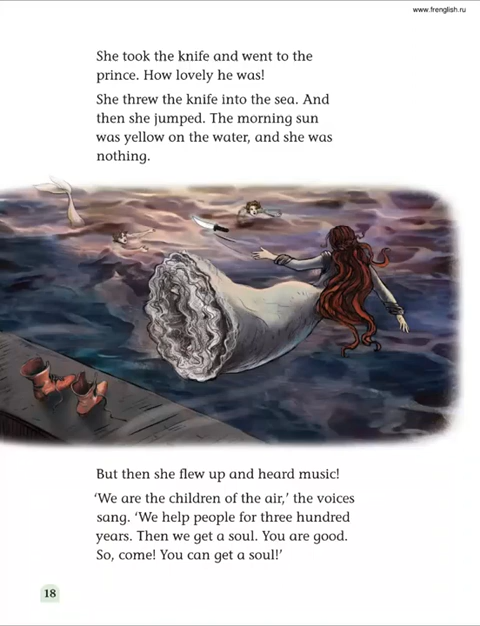 www.frenglish.ru
She took the knife and went to the
prince. How lovely he was!
She threw the knife into the sea. And
then she jumped. The morning sun
was yellow on the water, and she was
nothing.
But then she flew up and heard music!
‘We are the children of the air,’ the voices
sang. ‘We help people for three hundred
years. Then we get a soul. You are good.
So, come! You can get a soul!’
18